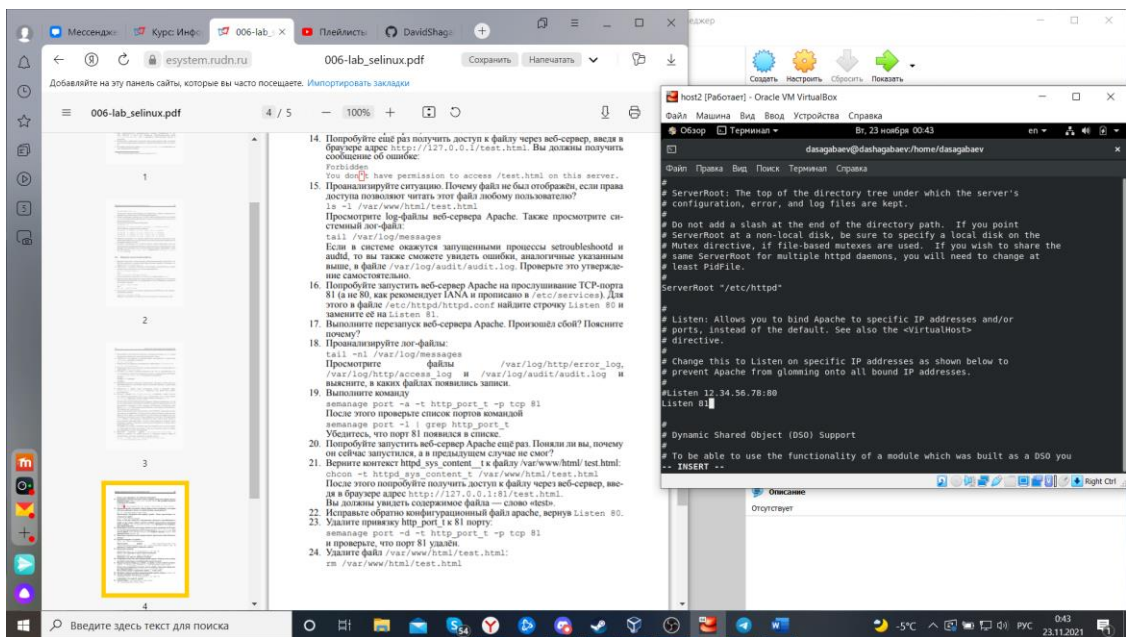 Мессендж
Курс: Инфо
006-lab_s
Плейлисты
DavidShaga
esystem.rudn.ru
006-lab_selinux.pdf
Сохранить
Напечатать
Добавляйте на эту панель сайты, которые вы часто посещаете. Импортировать закладки
006-lab_selinux.pdf
4 / 5
100%
1
2
3
4
14. Попробуйте ещё раз получить доступ к файлу через веб-сервер, введя в
браузере адрес http://127.0.0.1/test.html. Вы должны получить
сообщение об ошибке:
Forbidden
You don't have permission to access /test.html on this server.
15. Проанализируйте ситуацию. Почему файл не был отображён, если права
доступа позволяют читать этот файл любому пользователю?
ls -l /var/www/html/test.html
Просмотрите log-файлы веб-сервера Apache. Также просмотрите си-
стемный лог-файл:
tail /var/log/messages
Если в системе окажутся запущенными процессы setroubleshootd и
audtd, то вы также сможете увидеть ошибки, аналогичные указанным
выше, в файле /var/log/audit/audit.log. Проверьте это утвержде-
ние самостоятельно.
16. Попробуйте запустить веб-сервер Apache на прослушивание TCP-порта
81 (а не 80, как рекомендует IANA и прописано в /etc/services). Для
этого в файле /etc/httpd/httpd.conf найдите строчку Listen 80 и
замените её на Listen 81.
17. Выполните перезапуск веб-сервера Apache. Произошёл сбой? Поясните
почему?
18. Проанализируйте лог-файлы:
tail -nl /var/log/messages
Просмотрите файлы /var/log/http/error_log,
/var/log/http/access_log и /var/log/audit/audit.log и
выясните, в каких файлах появились записи.
19. Выполните команду
semanage port -a -t http_port_t -p tcp 81
После этого проверьте список портов командой
semanage port -l | grep http_port_t
Убедитесь, что порт 81 появился в списке.
20. Попробуйте запустить веб-сервер Apache ещё раз. Поняли ли вы, почему
он сейчас запустился, а в предыдущем случае не смог?
21. Верните контекст httpd_sys_content__t к файлу /var/www/html/ test.html:
chcon -t httpd_sys_content_t /var/www/html/test.html
После этого попробуйте получить доступ к файлу через веб-сервер, вве-
дя в браузере адрес http://127.0.0.1:81/test.html.
Вы должны увидеть содержимое файла — слово «test».
22. Исправьте обратно конфигурационный файл apache, вернув Listen 80.
23. Удалите привязку http_port_t к 81 порту:
semanage port -d -t http_port_t -p tcp 81
и проверьте, что порт 81 удалён.
24. Удалите файл /var/www/html/test.html:
rm /var/www/html/test.html
еджер
Создать
Настроить
Сбросить
Показать
host2 [Работает] - Oracle VM VirtualBox
Файл Машина Вид Ввод Устройства Справка
Обзор
Терминал
Вт, 23 ноября 00:43
en
dasagabaev@dashagabaev:/home/dasagabaev
Файл Правка Вид Поиск Терминал Справка
#
# ServerRoot: The top of the directory tree under which the server's
# configuration, error, and log files are kept.
#
# Do not add a slash at the end of the directory path.  If you point
# ServerRoot at a non-local disk, be sure to specify a local disk on the
# Mutex directive, if file-based mutexes are used.  If you wish to share the
# same ServerRoot for multiple httpd daemons, you will need to change at
# least PidFile.
#
ServerRoot "/etc/httpd"
#
# Listen: Allows you to bind Apache to specific IP addresses and/or
# ports, instead of the default. See also the <VirtualHost>
# directive.
#
# Change this to Listen on specific IP addresses as shown below to
# prevent Apache from glomming onto all bound IP addresses.
#
#Listen 12.34.56.78:80
Listen 81
#
# Dynamic Shared Object (DSO) Support
#
# To be able to use the functionality of a module which was built as a DSO you
-- INSERT --
Right Ctrl
Описание
Отсутствует
Введите здесь текст для поиска
54
-5°C
РУС
0:43
23.11.2021